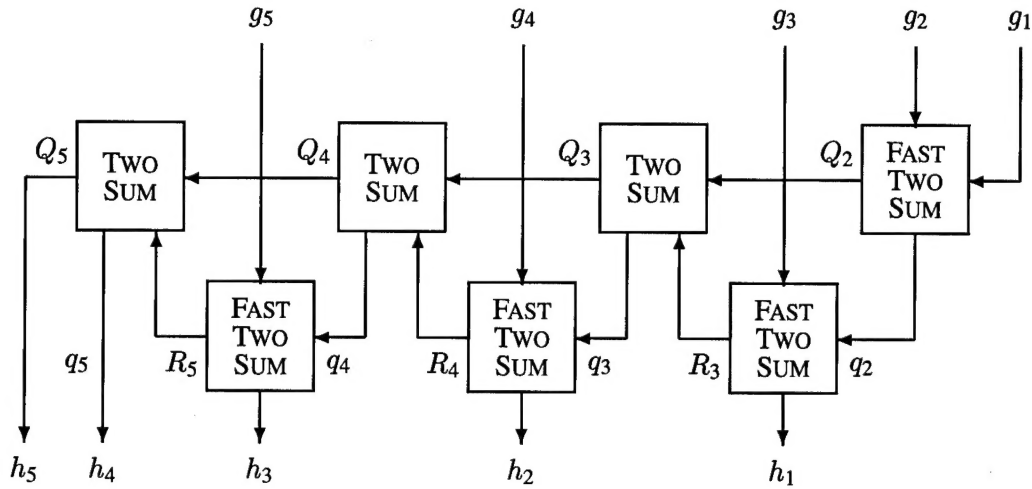 g₅ g₄ g₃ g₂ g₁
Q₅ TWO SUM Q₄ TWO SUM Q₃ TWO SUM Q₂ FAST TWO SUM
q₅ R₅ FAST TWO SUM q₄ R₄ FAST TWO SUM q₃ R₃ FAST TWO SUM q₂
h₅ h₄ h₃ h₂ h₁